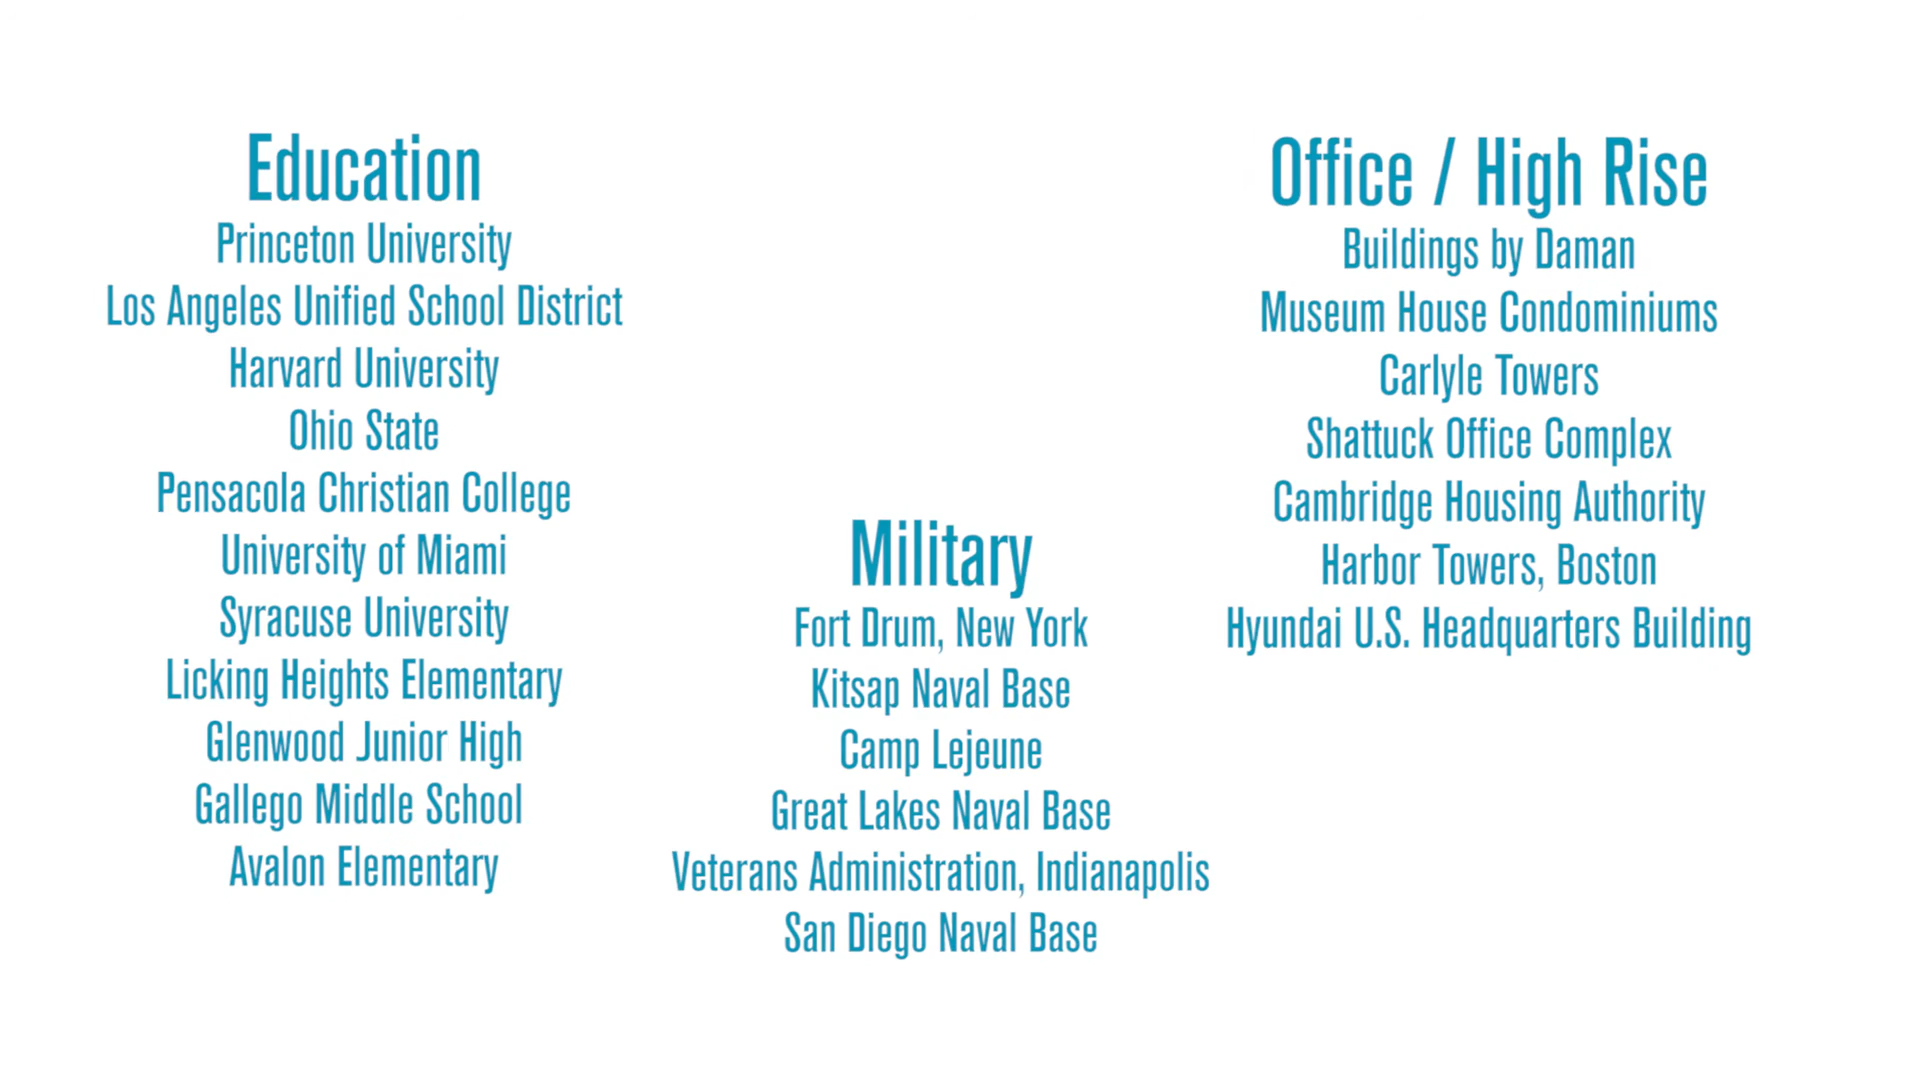 Education
Princeton University
Los Angeles Unified School District
Harvard University
Ohio State
Pensacola Christian College
University of Miami
Syracuse University
Licking Heights Elementary
Glenwood Junior High
Gallego Middle School
Avalon Elementary
Military
Fort Drum, New York
Kitsap Naval Base
Camp Lejeune
Great Lakes Naval Base
Veterans Administration, Indianapolis
San Diego Naval Base
Office / High Rise
Buildings by Daman
Museum House Condominiums
Carlyle Towers
Shattuck Office Complex
Cambridge Housing Authority
Harbor Towers, Boston
Hyundai U.S. Headquarters Building